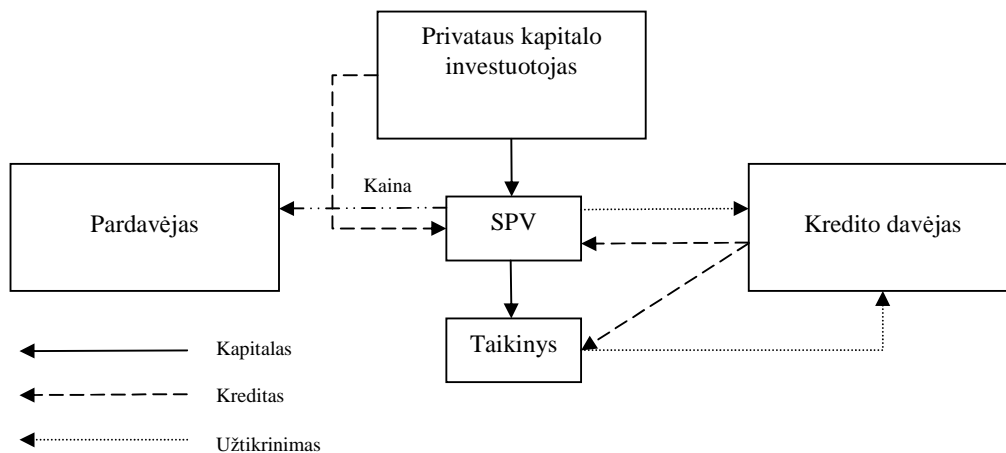 Privataus kapitalo
investuotojas
Kaina
Pardavėjas
SPV
Kredito davėjas
Taikinys
Kapitalas
Kreditas
Užtikrinimas